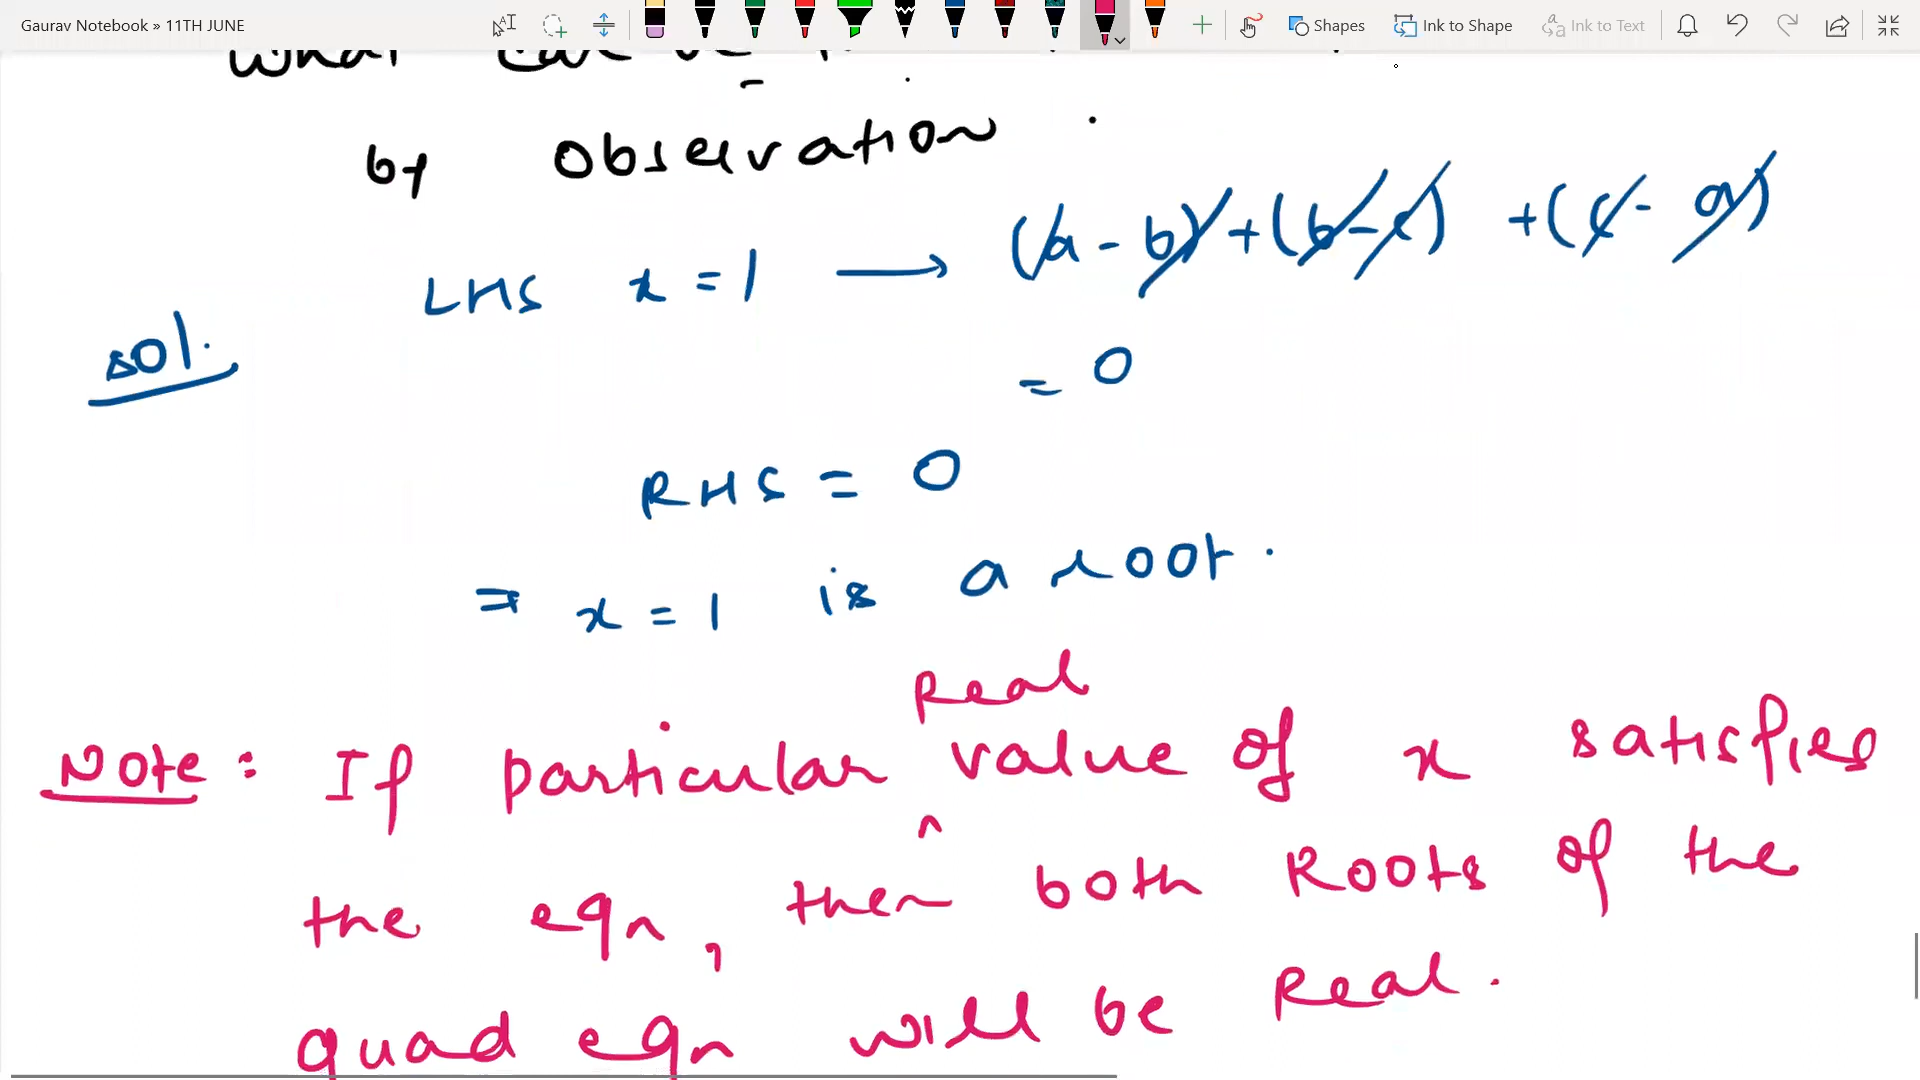 Gaurav Notebook » 11TH JUNE
Shapes
Ink to Shape
Ink to Text
what
by observation .
LHS x = 1 → (a - b) + (b - c) + (c - a)
sol.
= 0
RHS = 0
⇒ x = 1 is a root .
Real
Note : If particular ^ value of x satisfies
the eqn , then both Roots of the
quad eqn will be Real .